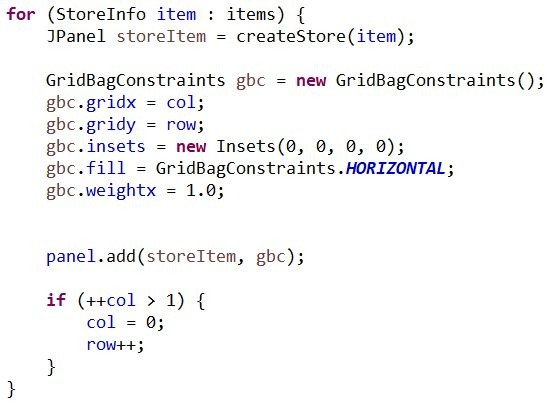 for (StoreInfo item : items) {
    JPanel storeItem = createStore(item);

    GridBagConstraints gbc = new GridBagConstraints();
    gbc.gridx = col;
    gbc.gridy = row;
    gbc.insets = new Insets(0, 0, 0, 0);
    gbc.fill = GridBagConstraints.HORIZONTAL;
    gbc.weightx = 1.0;


    panel.add(storeItem, gbc);

    if (++col > 1) {
        col = 0;
        row++;
    }
}